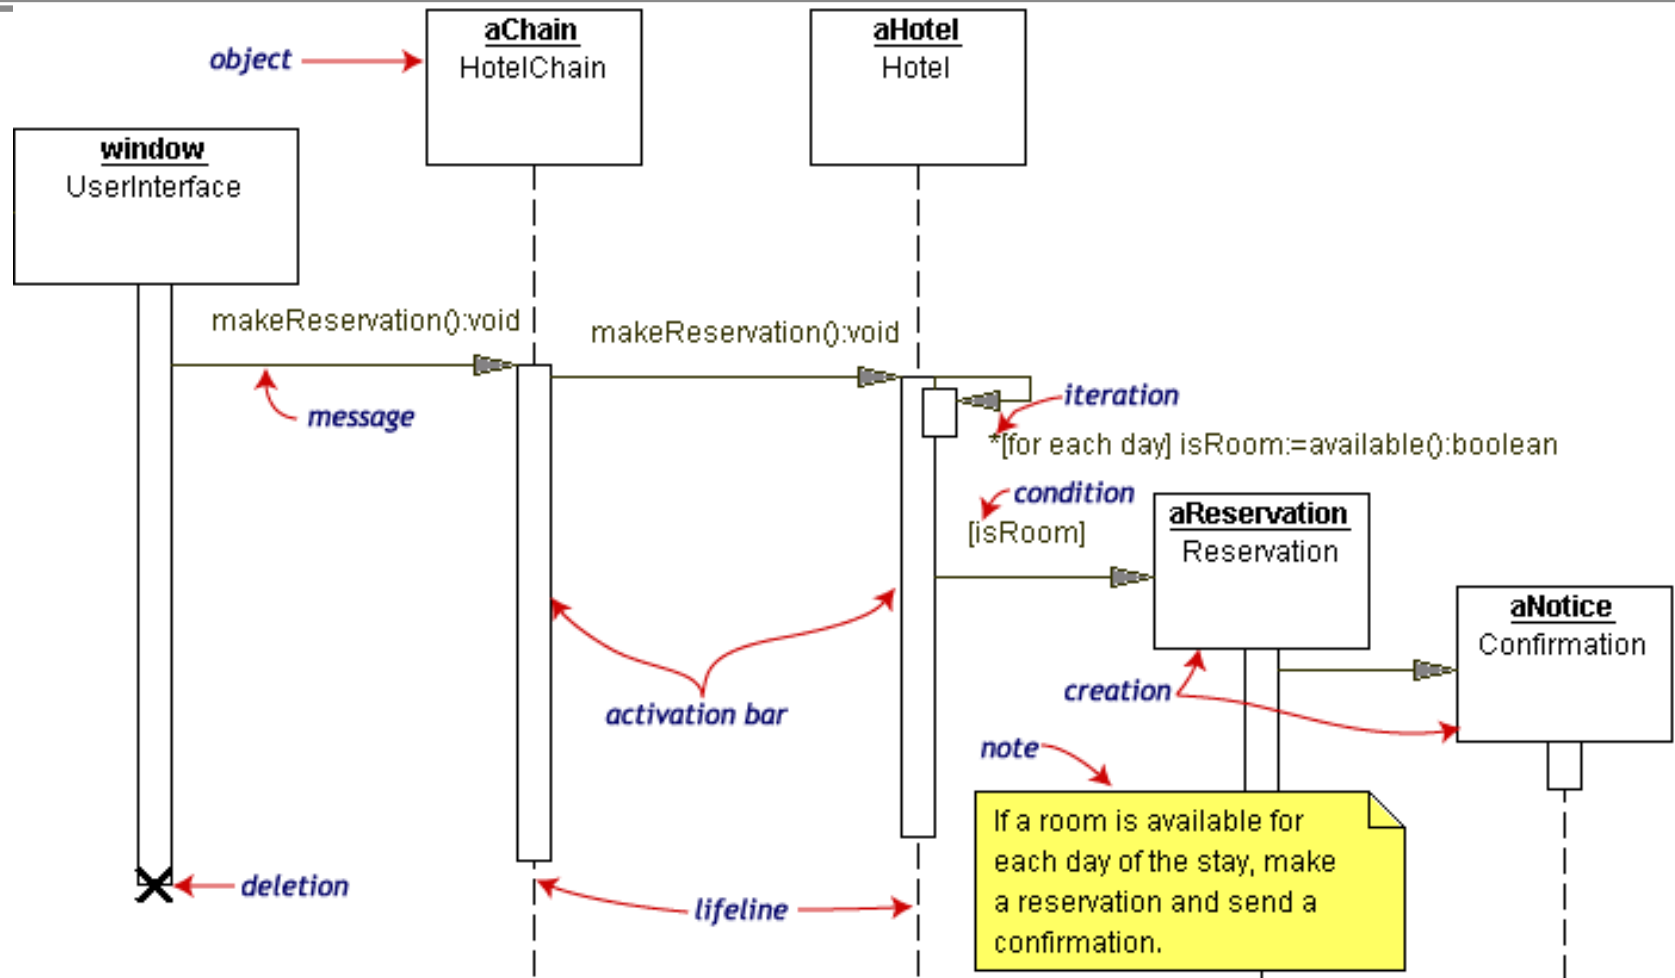 aChain
HotelChain
aHotel
Hotel
object
window
UserInterface
makeReservation():void
makeReservation():void
message
iteration
*[for each day] isRoom:=available():boolean
condition
[isRoom]
aReservation
Reservation
aNotice
Confirmation
creation
activation bar
note
If a room is available for
each day of the stay, make
a reservation and send a
confirmation.
deletion
lifeline